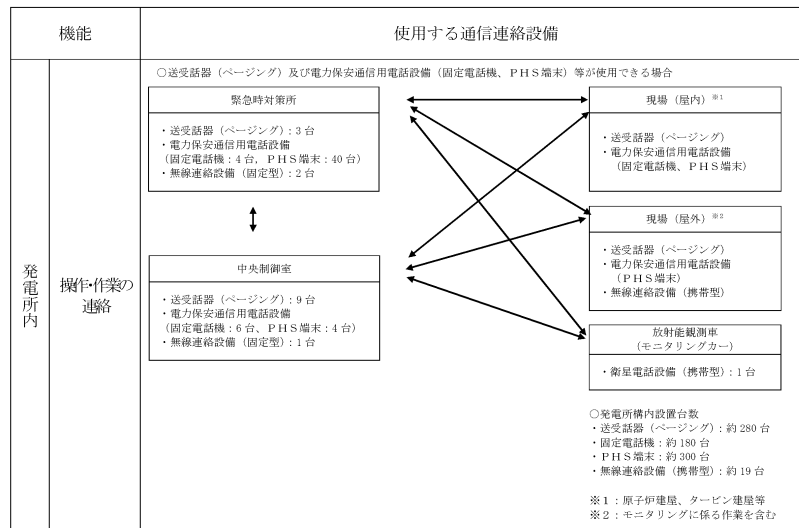 機能
使用する通信連絡設備
発電所内
操作・作業の
連絡
○送受話器（ページング）及び電力保安通信用電話設備（固定電話機、ＰＨＳ端末）等が使用できる場合
緊急時対策所
・送受話器（ページング）：3 台
・電力保安通信用電話設備
（固定電話機：4 台，ＰＨＳ端末：40 台）
・無線連絡設備（固定型）：2 台
中央制御室
・送受話器（ページング）：9 台
・電力保安通信用電話設備
（固定電話機：6 台、ＰＨＳ端末：4 台）
・無線連絡設備（固定型）：1 台
現場（屋内）※1
・送受話器（ページング）
・電力保安通信用電話設備
（固定電話機、ＰＨＳ端末）
現場（屋外）※2
・送受話器（ページング）
・電力保安通信用電話設備
（ＰＨＳ端末）
・無線連絡設備（携帯型）
放射能観測車
（モニタリングカー）
・衛星電話設備（携帯型）：1 台
○発電所構内設置台数
・送受話器（ページング）：約 280 台
・固定電話機：約 180 台
・ＰＨＳ端末：約 300 台
・無線連絡設備（携帯型）：約 19 台
※１：原子炉建屋、タービン建屋等
※２：モニタリングに係る作業を含む